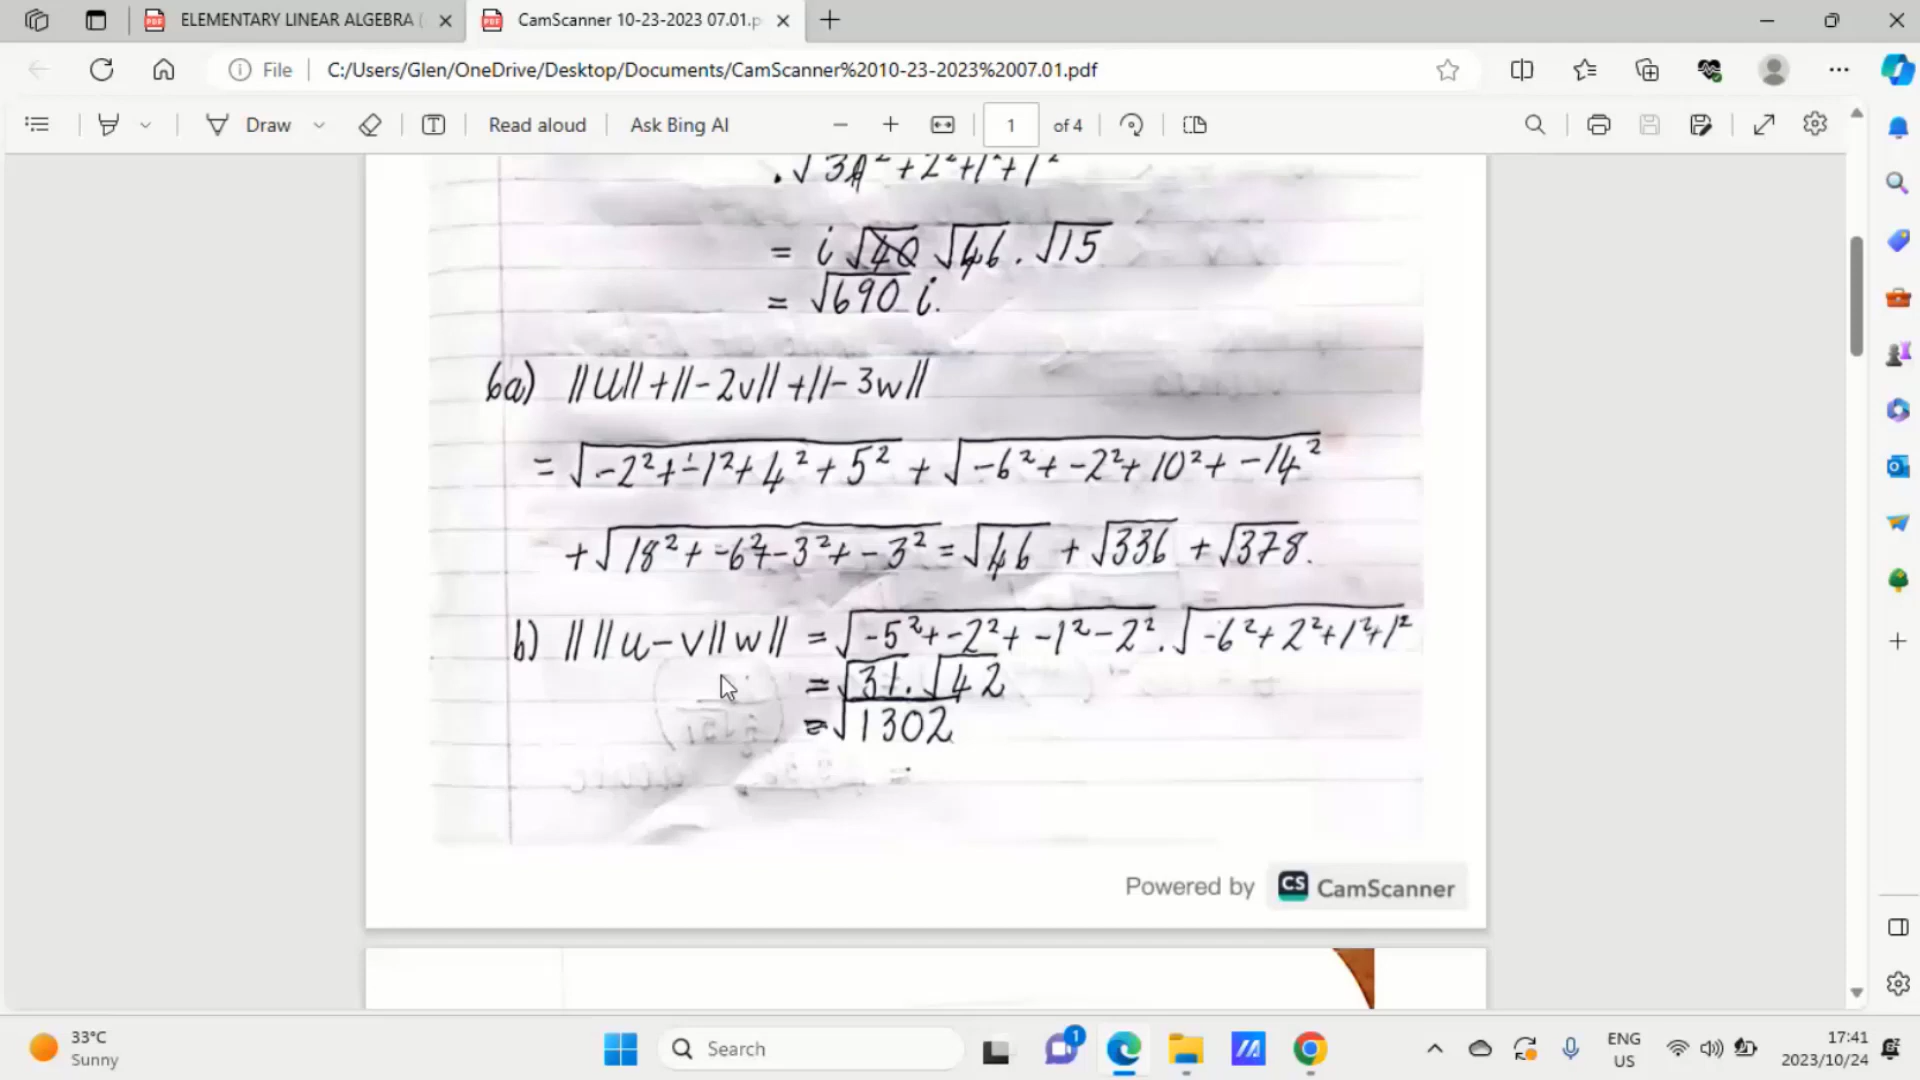 ELEMENTARY LINEAR ALGEBRA (
CamScanner 10-23-2023 07.01.p
File
C:/Users/Glen/OneDrive/Desktop/Documents/CamScanner%2010-23-2023%2007.01.pdf
Draw
Read aloud
Ask Bing AI
1
of 4
= i √46 . √15
= √690 i.
6a) ||U|| + ||-2v|| + ||-3w||
= √-2²+-1²+4²+5² + √-6²+-2²+10²+-14²
+ √18²+-6²+-3²+-3² = √46 + √336 + √378.
b) || ||u-v||w|| = √-5²+-2²+-1²-2² . √-6²+2²+1²+1²
= √31 . √42
= √1302
Powered by CS CamScanner
33°C
Sunny
Search
1
ENG
US
17:41
2023/10/24